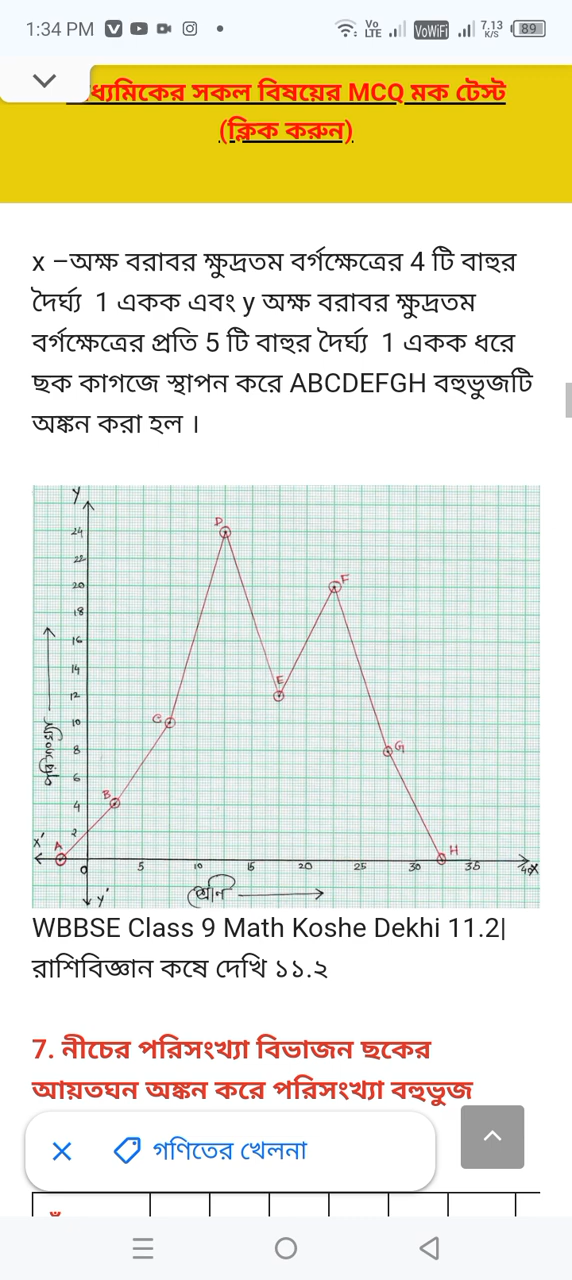 1:34 PM
Vo LTE VoWiFi 7.13 K/S 89
ধ্যমিকের সকল বিষয়ের MCQ মক টেস্ট
(ক্লিক করুন)
x –অক্ষ বরাবর ক্ষুদ্রতম বর্গক্ষেত্রের 4 টি বাহুর
দৈর্ঘ্য 1 একক এবং y অক্ষ বরাবর ক্ষুদ্রতম
বর্গক্ষেত্রের প্রতি 5 টি বাহুর দৈর্ঘ্য 1 একক ধরে
ছক কাগজে স্থাপন করে ABCDEFGH বহুভুজটি
অঙ্কন করা হল ।
Y
D
24
22
20
F
18
16
14
E
12
C
10
G
8
6
B
4
2
X' A H
0 5 10 15 20 25 30 35 40 X
শ্রেনি
Y'
পরিসংখ্যা
WBBSE Class 9 Math Koshe Dekhi 11.2|
রাশিবিজ্ঞান কষে দেখি ১১.২
7. নীচের পরিসংখ্যা বিভাজন ছকের
আয়তঘন অঙ্কন করে পরিসংখ্যা বহুভুজ
গণিতের খেলনা